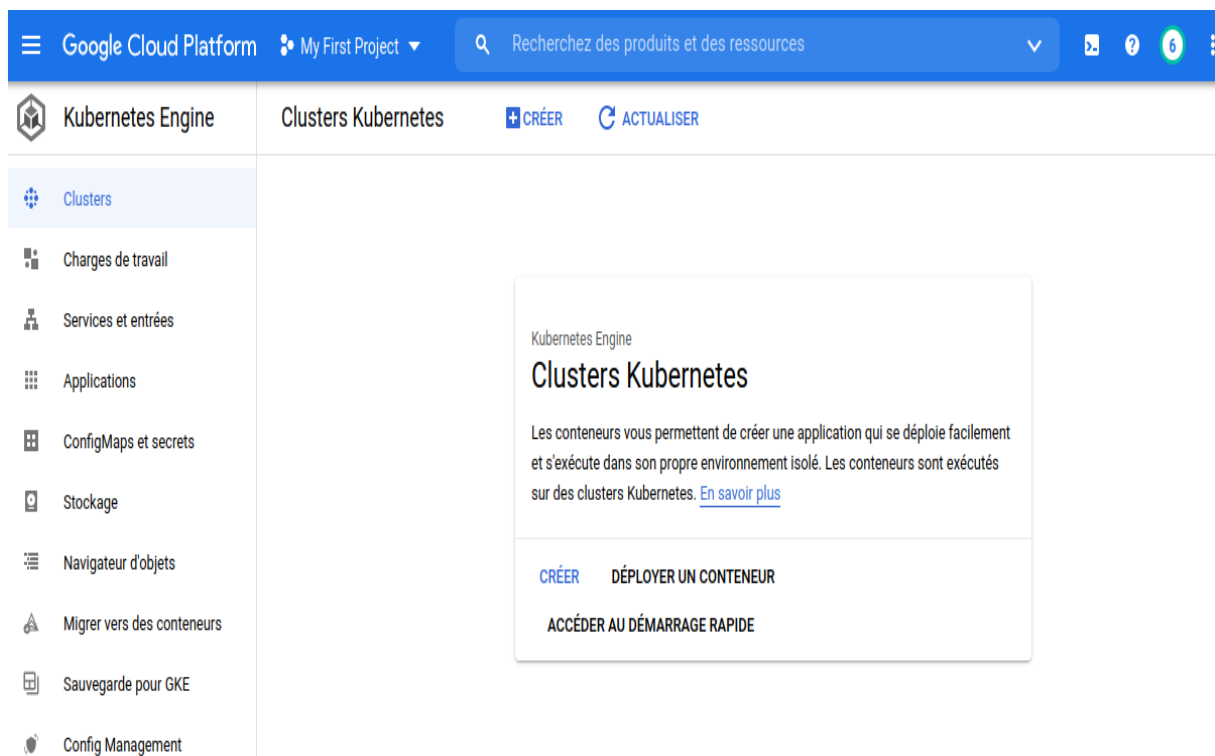 Google Cloud Platform My First Project Recherchez des produits et des ressources 6
Kubernetes Engine Clusters Kubernetes CRÉER ACTUALISER
Clusters
Charges de travail
Services et entrées
Applications
ConfigMaps et secrets
Stockage
Navigateur d'objets
Migrer vers des conteneurs
Sauvegarde pour GKE
Config Management
Kubernetes Engine
Clusters Kubernetes
Les conteneurs vous permettent de créer une application qui se déploie facilement
et s'exécute dans son propre environnement isolé. Les conteneurs sont exécutés
sur des clusters Kubernetes. En savoir plus
CRÉER DÉPLOYER UN CONTENEUR
ACCÉDER AU DÉMARRAGE RAPIDE